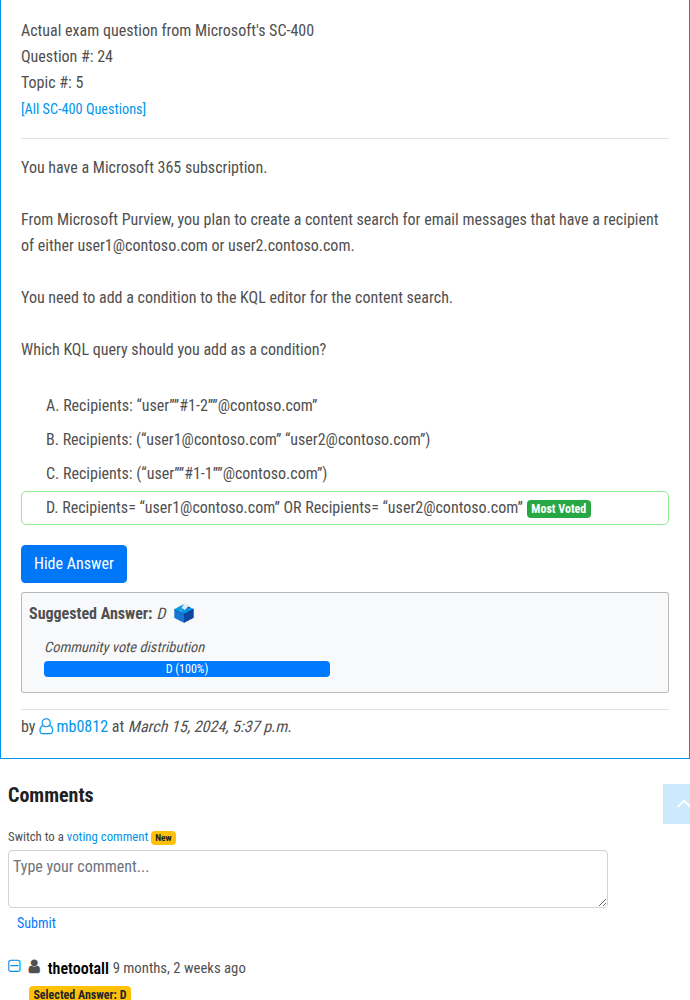 Actual exam question from Microsoft's SC-400
Question #: 24
Topic #: 5
[All SC-400 Questions]
You have a Microsoft 365 subscription.
From Microsoft Purview, you plan to create a content search for email messages that have a recipient
of either user1@contoso.com or user2.contoso.com.
You need to add a condition to the KQL editor for the content search.
Which KQL query should you add as a condition?
A. Recipients: “user””#1-2””@contoso.com”
B. Recipients: (“user1@contoso.com” “user2@contoso.com”)
C. Recipients: (“user””#1-1””@contoso.com”)
D. Recipients= “user1@contoso.com” OR Recipients= “user2@contoso.com” Most Voted
Hide Answer
Suggested Answer: D
Community vote distribution
D (100%)
by mb0812 at March 15, 2024, 5:37 p.m.
Comments
Switch to a voting comment New
Type your comment...
Submit
thetootall 9 months, 2 weeks ago
Selected Answer: D